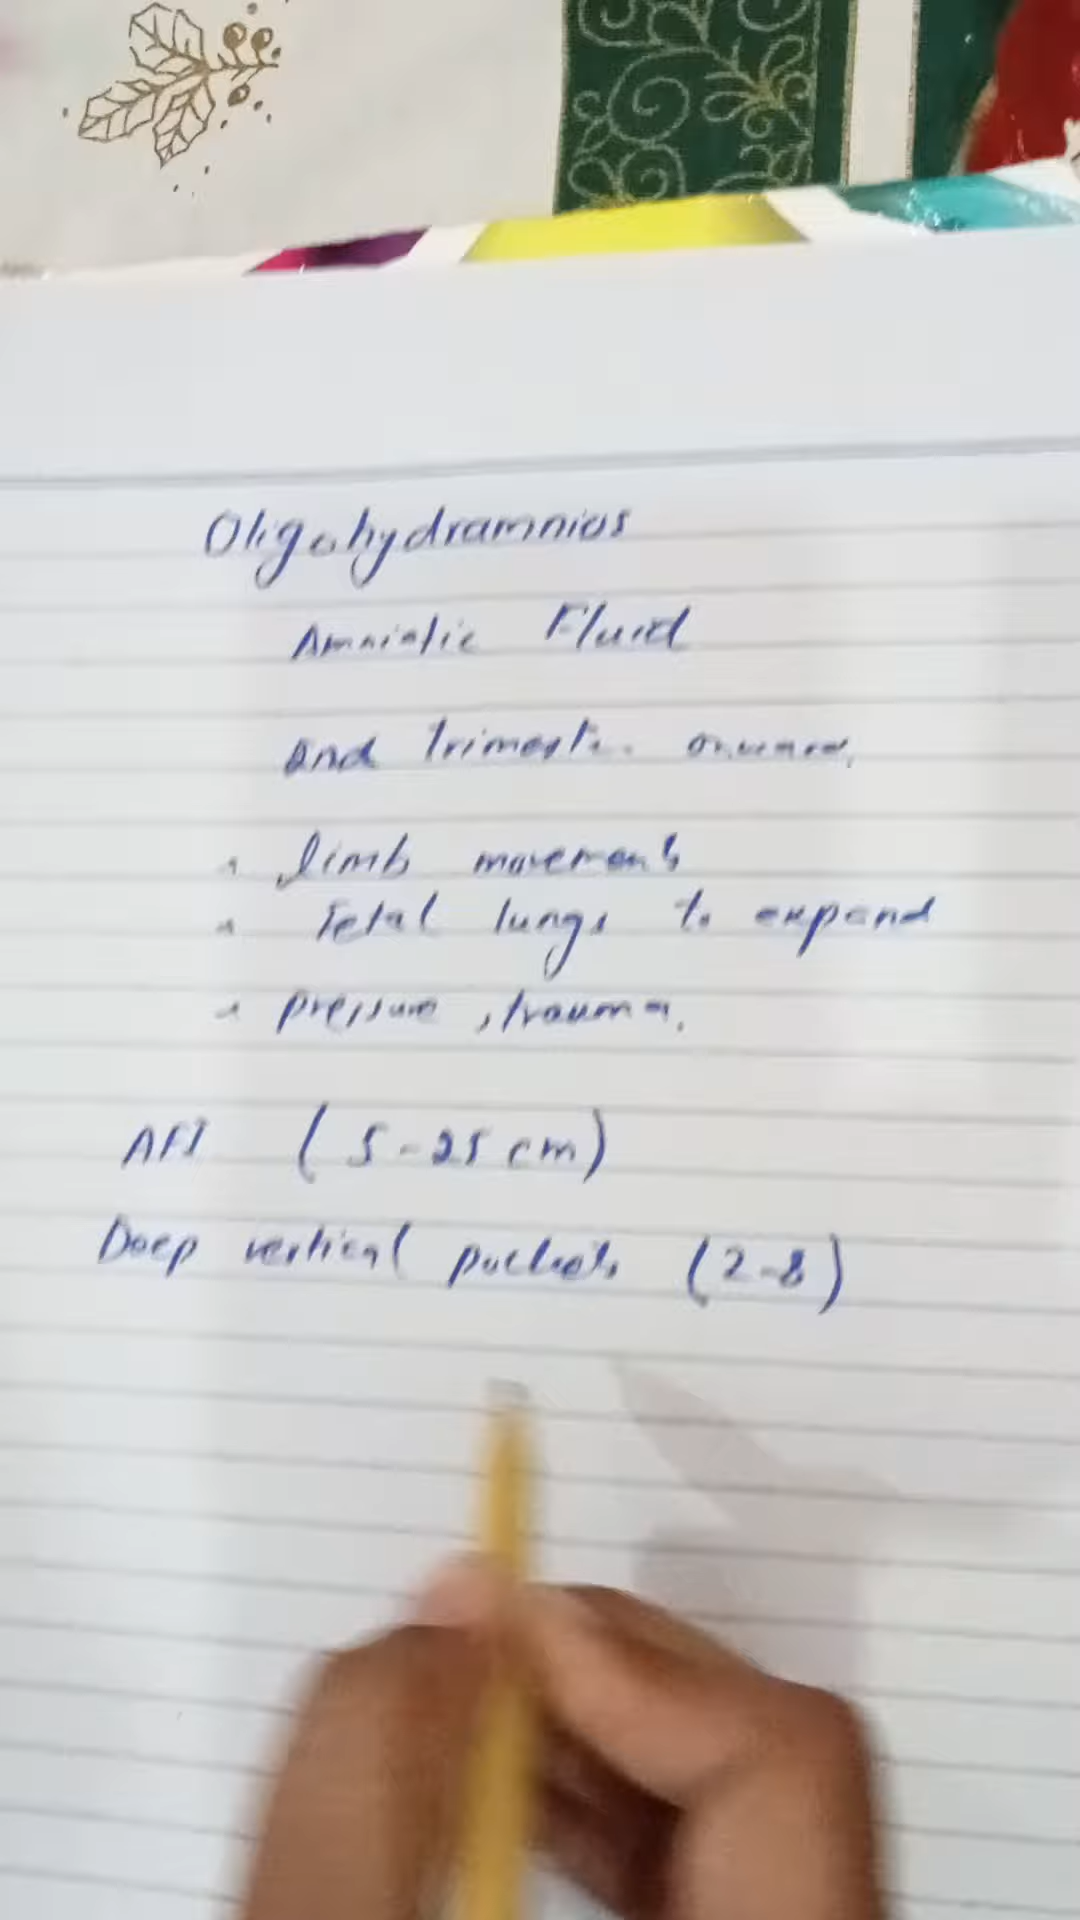 Oligohydramnios
Amniotic Fluid
2nd trimester onward,
limb movements
Fetal lungs to expand
pressure, trauma.
AFI (5-25 cm)
Deep vertical pockets (2-8)